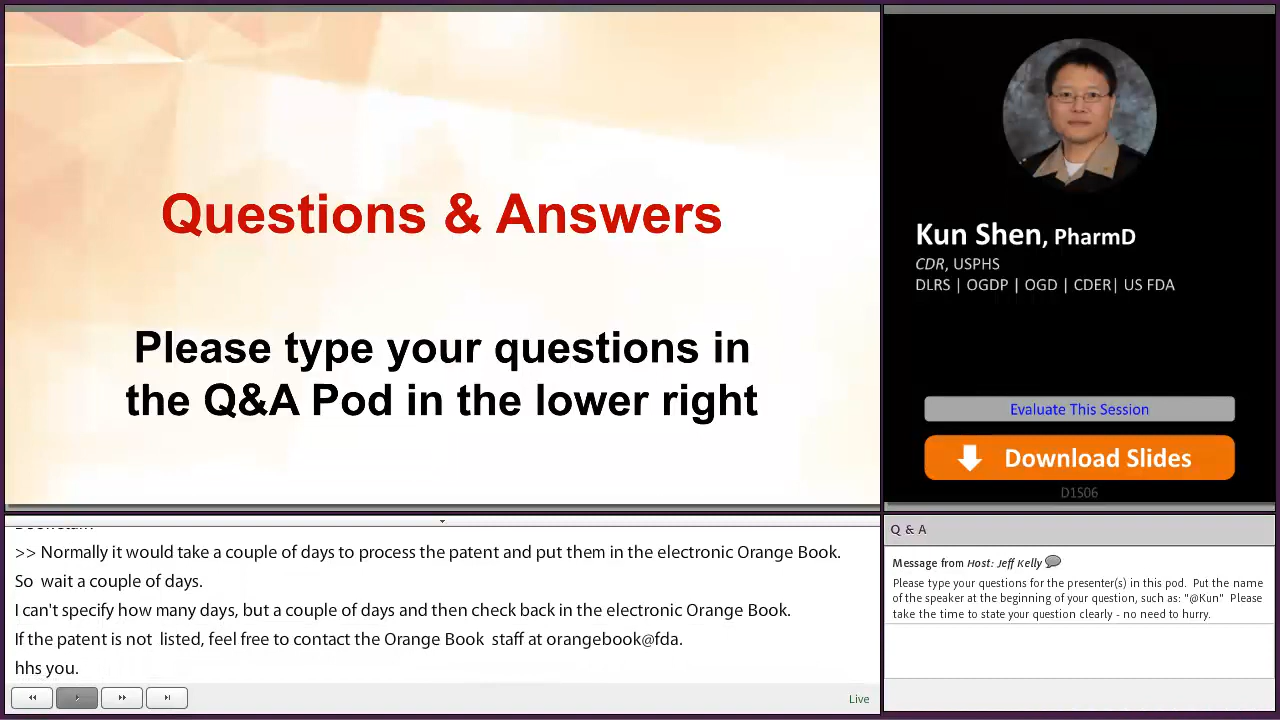 Questions & Answers
Please type your questions in
the Q&A Pod in the lower right
Kun Shen, PharmD
CDR, USPHS
DLRS | OGDP | OGD | CDER| US FDA
Evaluate This Session
Download Slides
D1S06
>> Normally it would take a couple of days to process the patent and put them in the electronic Orange Book.
So wait a couple of days.
I can't specify how many days, but a couple of days and then check back in the electronic Orange Book.
If the patent is not listed, feel free to contact the Orange Book staff at orangebook@fda.
hhs you.
Live
Q & A
Message from Host: Jeff Kelly
Please type your questions for the presenter(s) in this pod. Put the name
of the speaker at the beginning of your question, such as: "@Kun" Please
take the time to state your question clearly - no need to hurry.